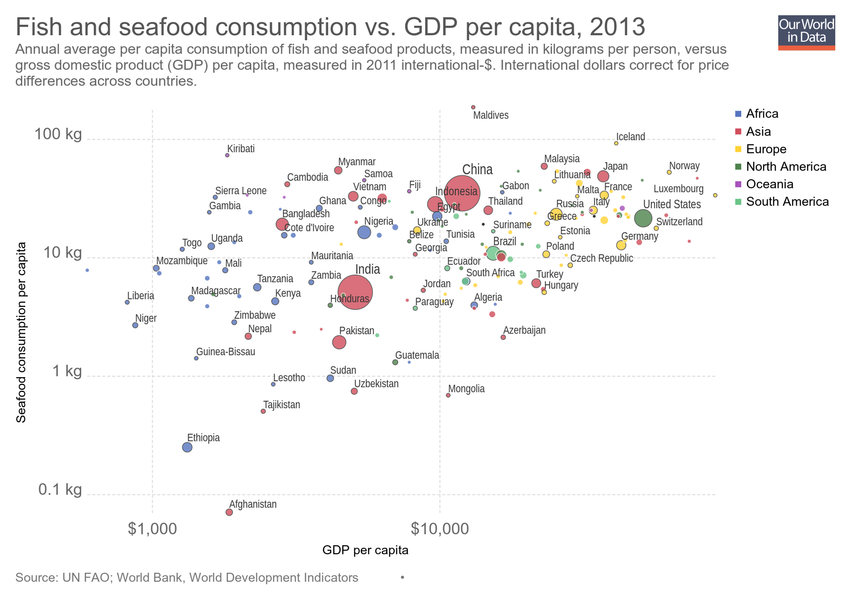 Fish and seafood consumption vs. GDP per capita, 2013
Our World
in Data
Annual average per capita consumption of fish and seafood products, measured in kilograms per person, versus
gross domestic product (GDP) per capita, measured in 2011 international-$. International dollars correct for price
differences across countries.
Maldives
Africa
Asia
Europe
North America
Oceania
South America
100 kg
Iceland
Kiribati
Myanmar
China
Malaysia
Japan
Norway
Cambodia
Samoa
Lithuania
Sierra Leone
Vietnam
Fiji
Indonesia
Gabon
Malta
France
Luxembourg
Gambia
Ghana
Congo
Egypt
Thailand
Russia
Italy
United States
Bangladesh
Cote d'Ivoire
Nigeria
Ukraine
Suriname
Greece
Switzerland
Togo
Uganda
Belize
Tunisia
Brazil
Estonia
Germany
10 kg
Mauritania
Georgia
Poland
Mozambique
Mali
India
Ecuador
Czech Republic
Tanzania
Zambia
South Africa
Turkey
Liberia
Madagascar
Kenya
Honduras
Jordan
Paraguay
Algeria
Hungary
Niger
Zimbabwe
Nepal
Pakistan
Azerbaijan
Guinea-Bissau
Guatemala
1 kg
Lesotho
Sudan
Uzbekistan
Mongolia
Tajikistan
Ethiopia
0.1 kg
Afghanistan
Seafood consumption per capita
$1,000
$10,000
GDP per capita
Source: UN FAO; World Bank, World Development Indicators